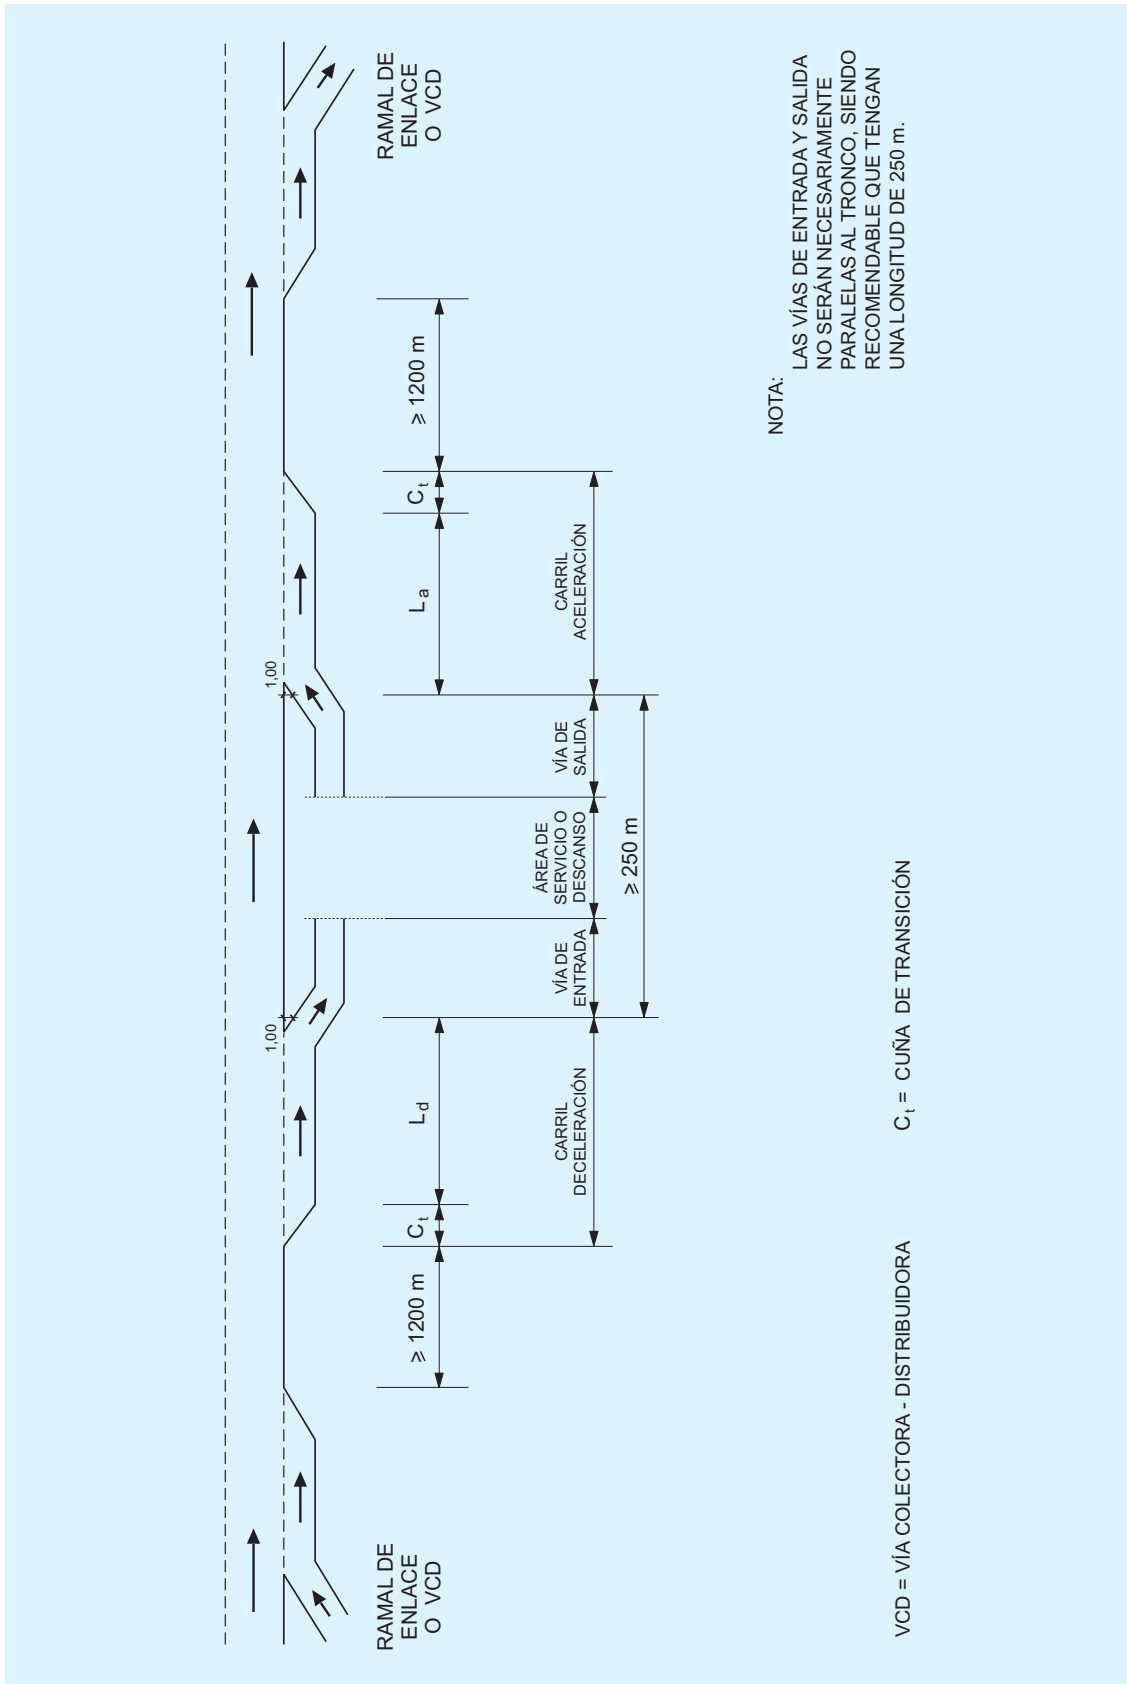 RAMAL DE
ENLACE
O VCD
≥ 1200 m
Ct
Ld
1,00
1,00
La
Ct
≥ 1200 m
RAMAL DE
ENLACE
O VCD
CARRIL
DECELERACIÓN
VÍA DE
ENTRADA
ÁREA DE
SERVICIO O
DESCANSO
VÍA DE
SALIDA
CARRIL
ACELERACIÓN
≥ 250 m
NOTA:
LAS VÍAS DE ENTRADA Y SALIDA
NO SERÁN NECESARIAMENTE
PARALELAS AL TRONCO, SIENDO
RECOMENDABLE QUE TENGAN
UNA LONGITUD DE 250 m.
VCD = VÍA COLECTORA - DISTRIBUIDORA
Ct = CUÑA DE TRANSICIÓN